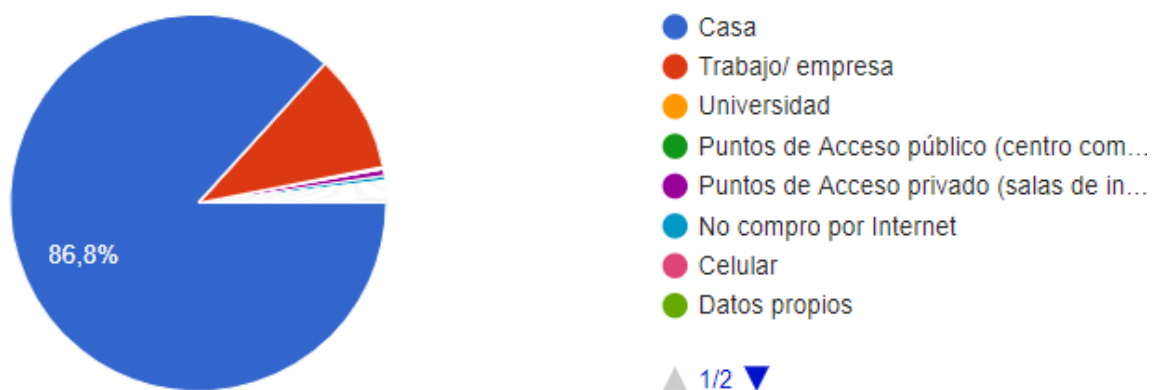 86,8%
Casa
Trabajo/ empresa
Universidad
Puntos de Acceso público (centro com...
Puntos de Acceso privado (salas de in...
No compro por Internet
Celular
Datos propios
1/2